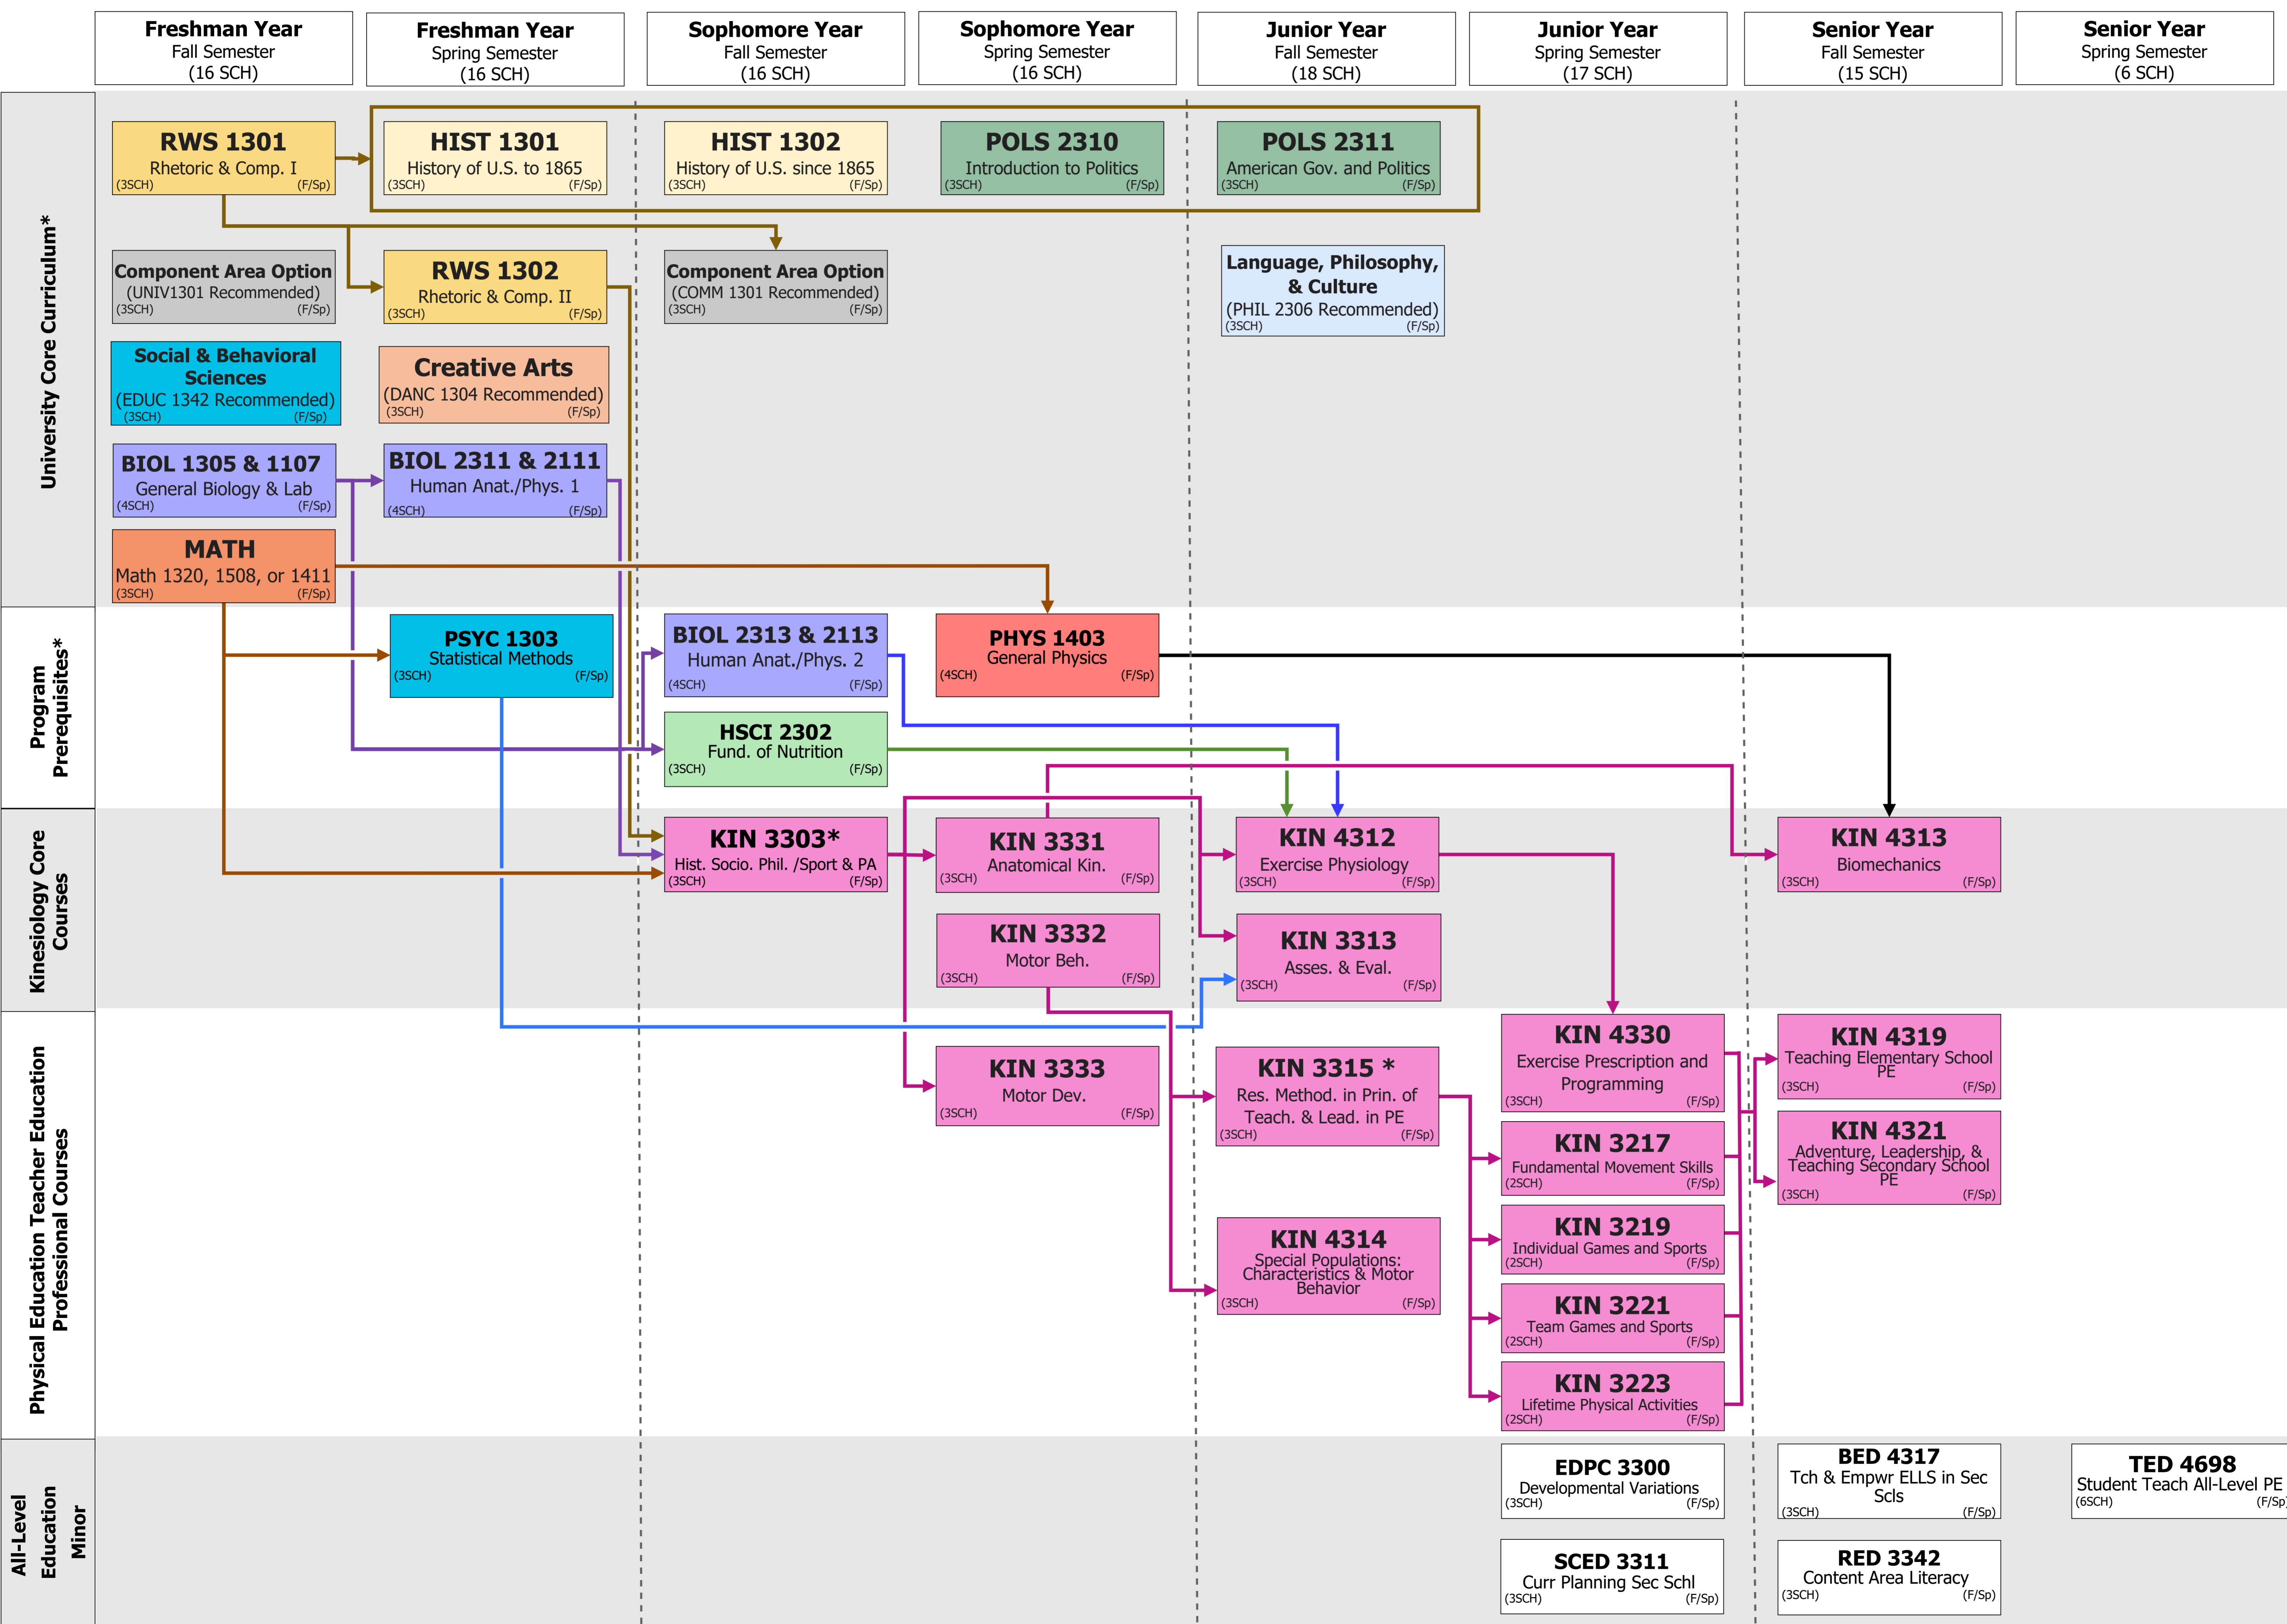 Freshman Year
Fall Semester
(16 SCH)
Freshman Year
Spring Semester
(16 SCH)
Sophomore Year
Fall Semester
(16 SCH)
Sophomore Year
Spring Semester
(16 SCH)
Junior Year
Fall Semester
(18 SCH)
Junior Year
Spring Semester
(17 SCH)
Senior Year
Fall Semester
(15 SCH)
Senior Year
Spring Semester
(6 SCH)
University Core Curriculum*
RWS 1301
Rhetoric & Comp. I
(3SCH) (F/Sp)
HIST 1301
History of U.S. to 1865
(3SCH) (F/Sp)
HIST 1302
History of U.S. since 1865
(3SCH) (F/Sp)
POLS 2310
Introduction to Politics
(3SCH) (F/Sp)
POLS 2311
American Gov. and Politics
(3SCH) (F/Sp)
Component Area Option
(UNIV1301 Recommended)
(3SCH) (F/Sp)
RWS 1302
Rhetoric & Comp. II
(3SCH) (F/Sp)
Component Area Option
(COMM 1301 Recommended)
(3SCH) (F/Sp)
Language, Philosophy,
& Culture
(PHIL 2306 Recommended)
(3SCH) (F/Sp)
Social & Behavioral
Sciences
(EDUC 1342 Recommended)
(3SCH) (F/Sp)
Creative Arts
(DANC 1304 Recommended)
(3SCH) (F/Sp)
BIOL 1305 & 1107
General Biology & Lab
(4SCH) (F/Sp)
BIOL 2311 & 2111
Human Anat./Phys. 1
(4SCH) (F/Sp)
MATH
Math 1320, 1508, or 1411
(3SCH) (F/Sp)
Program
Prerequisites*
PSYC 1303
Statistical Methods
(3SCH) (F/Sp)
BIOL 2313 & 2113
Human Anat./Phys. 2
(4SCH) (F/Sp)
PHYS 1403
General Physics
(4SCH) (F/Sp)
HSCI 2302
Fund. of Nutrition
(3SCH) (F/Sp)
Kinesiology Core
Courses
KIN 3303*
Hist. Socio. Phil. /Sport & PA
(3SCH) (F/Sp)
KIN 3331
Anatomical Kin.
(3SCH) (F/Sp)
KIN 4312
Exercise Physiology
(3SCH) (F/Sp)
KIN 4313
Biomechanics
(3SCH) (F/Sp)
KIN 3332
Motor Beh.
(3SCH) (F/Sp)
KIN 3313
Asses. & Eval.
(3SCH) (F/Sp)
Physical Education Teacher Education
Professional Courses
KIN 3333
Motor Dev.
(3SCH) (F/Sp)
KIN 3315 *
Res. Method. in Prin. of
Teach. & Lead. in PE
(3SCH) (F/Sp)
KIN 4314
Special Populations:
Characteristics & Motor
Behavior
(3SCH) (F/Sp)
KIN 4330
Exercise Prescription and
Programming
(3SCH) (F/Sp)
KIN 3217
Fundamental Movement Skills
(2SCH) (F/Sp)
KIN 3219
Individual Games and Sports
(2SCH) (F/Sp)
KIN 3221
Team Games and Sports
(2SCH) (F/Sp)
KIN 3223
Lifetime Physical Activities
(2SCH) (F/Sp)
KIN 4319
Teaching Elementary School
PE
(3SCH) (F/Sp)
KIN 4321
Adventure, Leadership, &
Teaching Secondary School
PE
(3SCH) (F/Sp)
All-Level
Education
Minor
EDPC 3300
Developmental Variations
(3SCH) (F/Sp)
BED 4317
Tch & Empwr ELLS in Sec
Scls
(3SCH) (F/Sp)
TED 4698
Student Teach All-Level PE
(6SCH) (F/Sp)
SCED 3311
Curr Planning Sec Schl
(3SCH) (F/Sp)
RED 3342
Content Area Literacy
(3SCH) (F/Sp)